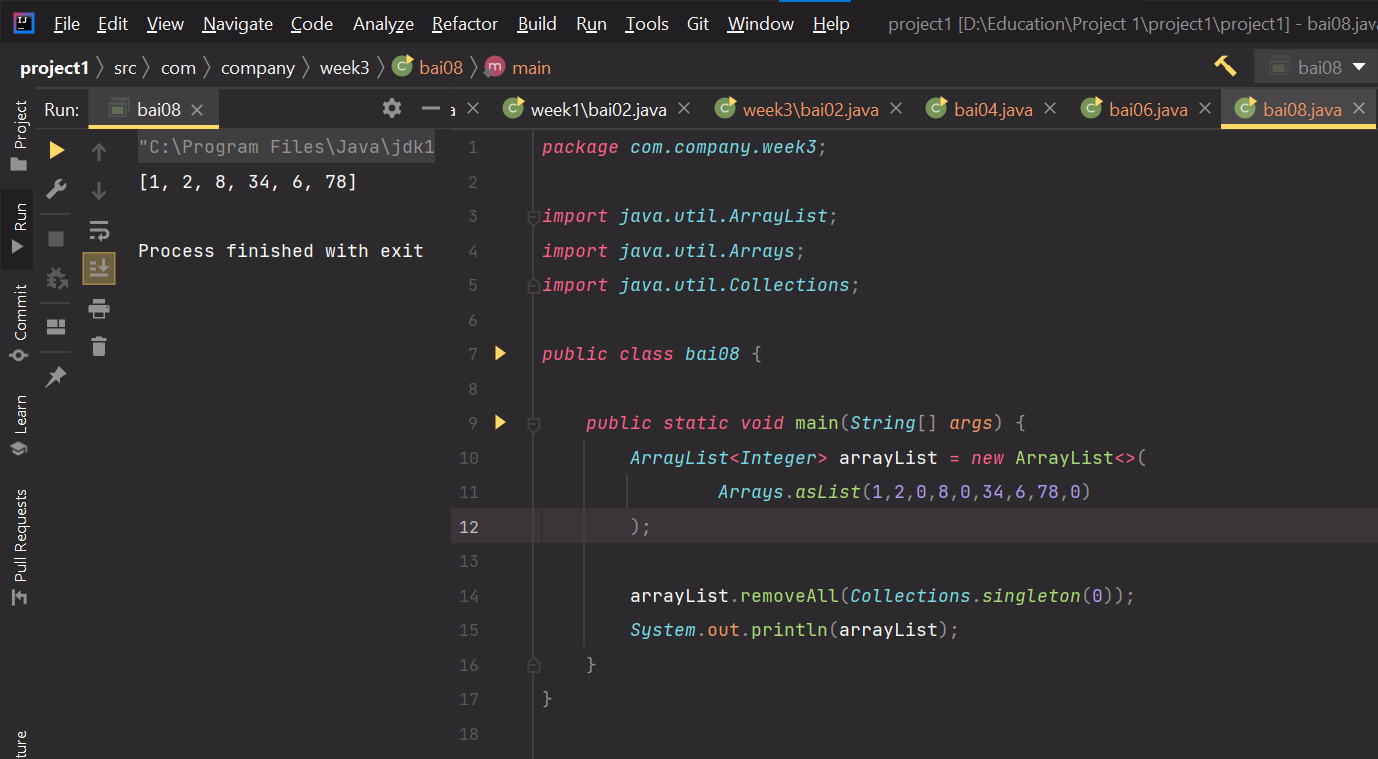 File Edit View Navigate Code Analyze Refactor Build Run Tools Git Window Help project1 [D:\Education\Project 1\project1\project1] - bai08.java
project1 src com company week3 bai08 main bai08
Run: bai08
a week1\bai02.java week3\bai02.java bai04.java bai06.java bai08.java
Project
Run
Commit
Learn
Pull Requests
ture
"C:\Program Files\Java\jdk1
[1, 2, 8, 34, 6, 78]
Process finished with exit
1 package com.company.week3;
2
3 import java.util.ArrayList;
4 import java.util.Arrays;
5 import java.util.Collections;
6
7 public class bai08 {
8
9 public static void main(String[] args) {
10 ArrayList<Integer> arrayList = new ArrayList<>(
11 Arrays.asList(1,2,0,8,0,34,6,78,0)
12 );
13
14 arrayList.removeAll(Collections.singleton(0));
15 System.out.println(arrayList);
16 }
17 }
18